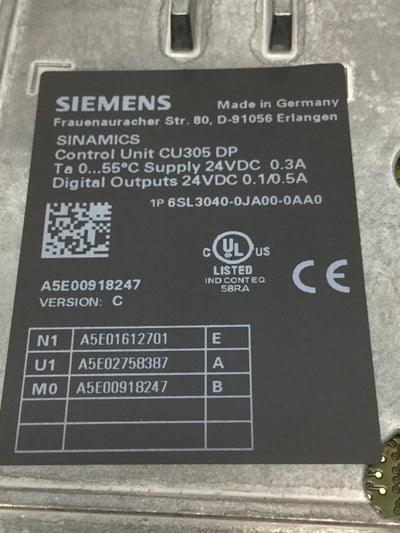 SIEMENS Made in Germany
Frauenauracher Str. 80, D-91056 Erlangen
SINAMICS
Control Unit CU305 DP
Ta 0...55°C Supply 24VDC 0.3A
Digital Outputs 24VDC 0.1/0.5A
1P 6SL3040-0JA00-0AA0
C UL US
LISTED
IND CONT EQ
58RA
CE
A5E00918247
VERSION: C
N1 A5E01612701 E
U1 A5E02758387 A
M0 A5E00918247 B